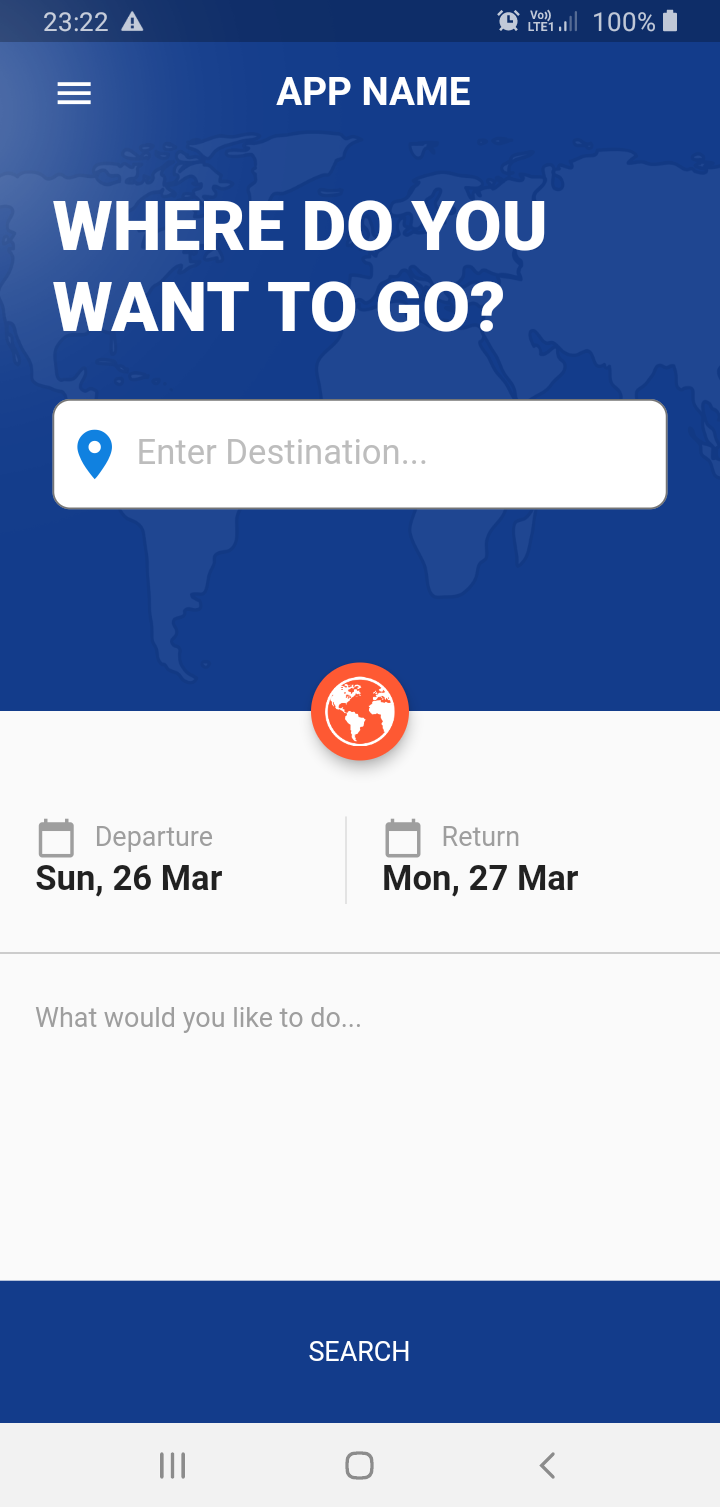 23:22
Vo)) LTE1 100%
APP NAME
WHERE DO YOU
WANT TO GO?
Enter Destination...
Departure
Sun, 26 Mar
Return
Mon, 27 Mar
What would you like to do...
SEARCH